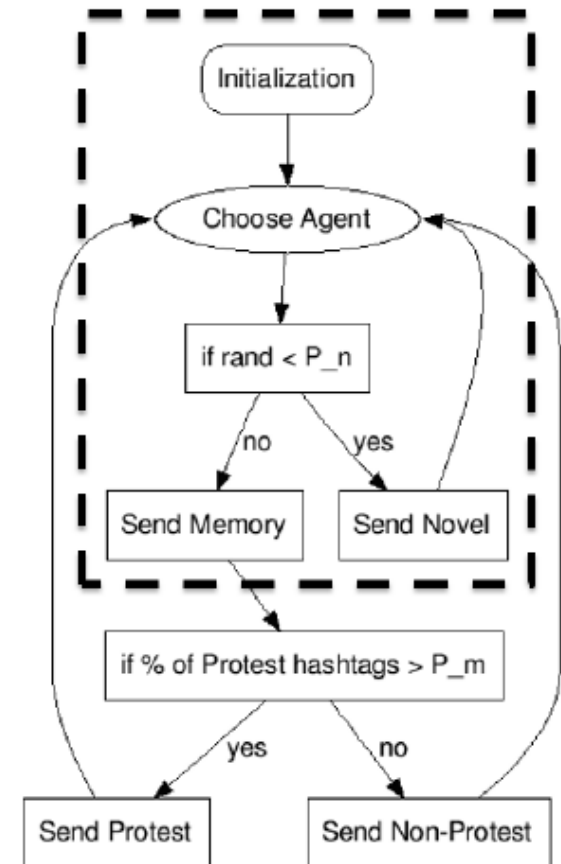 Initialization
Choose Agent
if rand < P_n
no
yes
Send Memory
Send Novel
if % of Protest hashtags > P_m
yes
no
Send Protest
Send Non-Protest